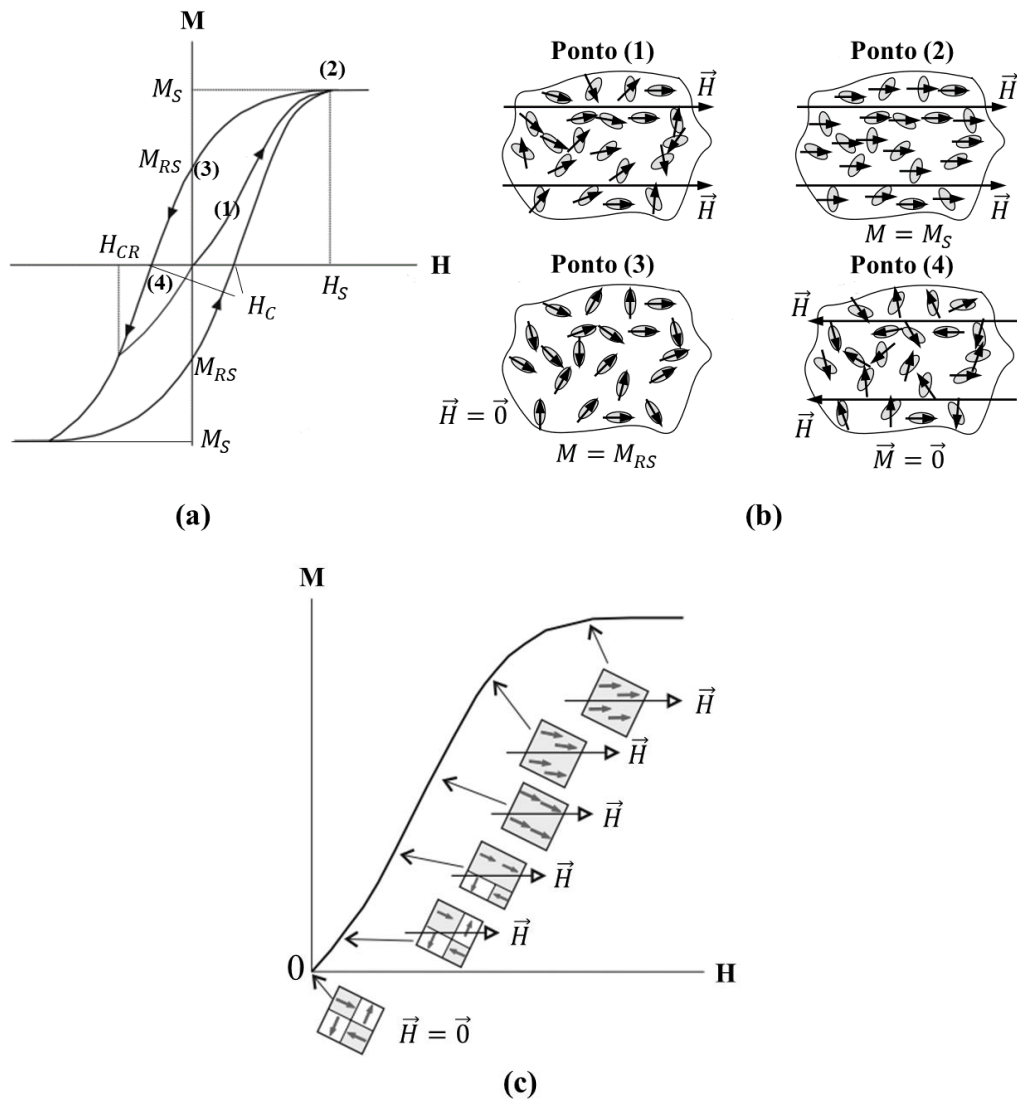 M
(2)
M_S
M_RS
(3)
(1)
H_CR
(4)
H
H_C
H_S
M_RS
M_S
(a)
Ponto (1)
H⃗
H⃗
Ponto (2)
H⃗
H⃗
M = M_S
Ponto (3)
H⃗ = 0⃗
M = M_RS
Ponto (4)
H⃗
H⃗
M⃗ = 0⃗
(b)
M
H⃗
H⃗
H⃗
H⃗
H⃗
0
H
H⃗ = 0⃗
(c)